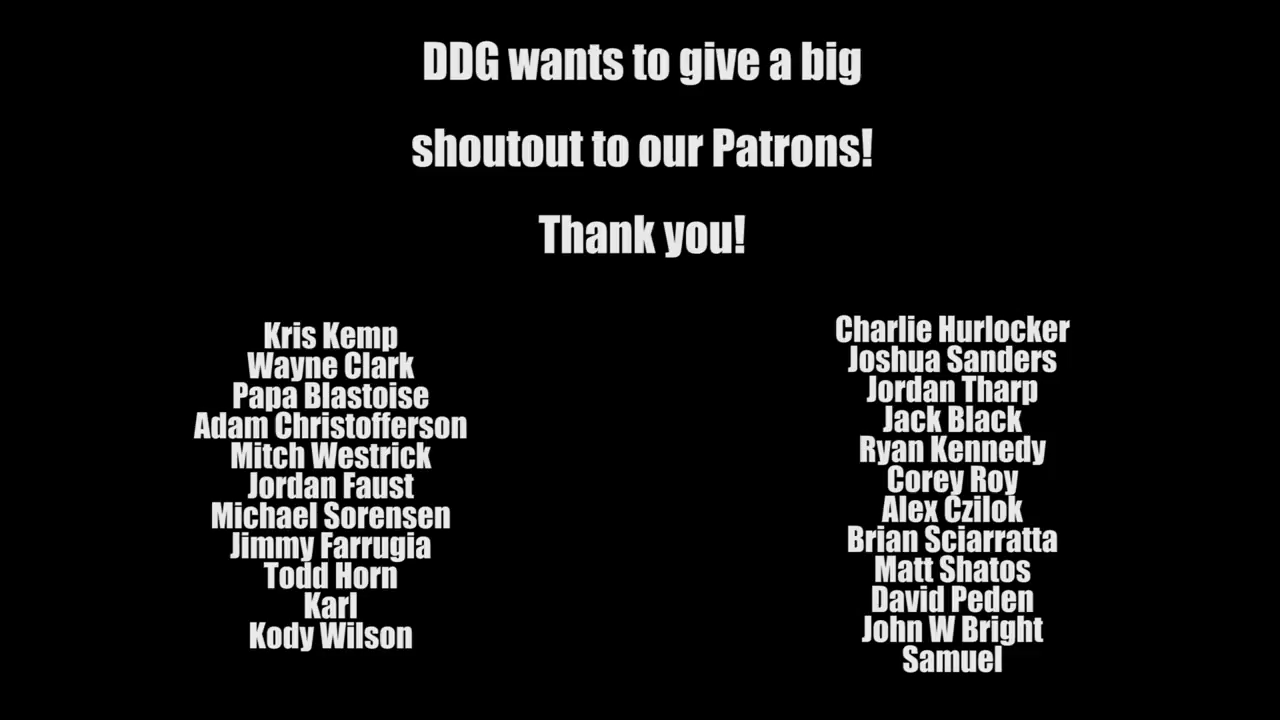 DDG wants to give a big
shoutout to our Patrons!
Thank you!
Kris Kemp
Wayne Clark
Papa Blastoise
Adam Christofferson
Mitch Westrick
Jordan Faust
Michael Sorensen
Jimmy Farrugia
Todd Horn
Karl
Kody Wilson
Charlie Hurlocker
Joshua Sanders
Jordan Tharp
Jack Black
Ryan Kennedy
Corey Roy
Alex Czilok
Brian Sciarratta
Matt Shatos
David Peden
John W Bright
Samuel